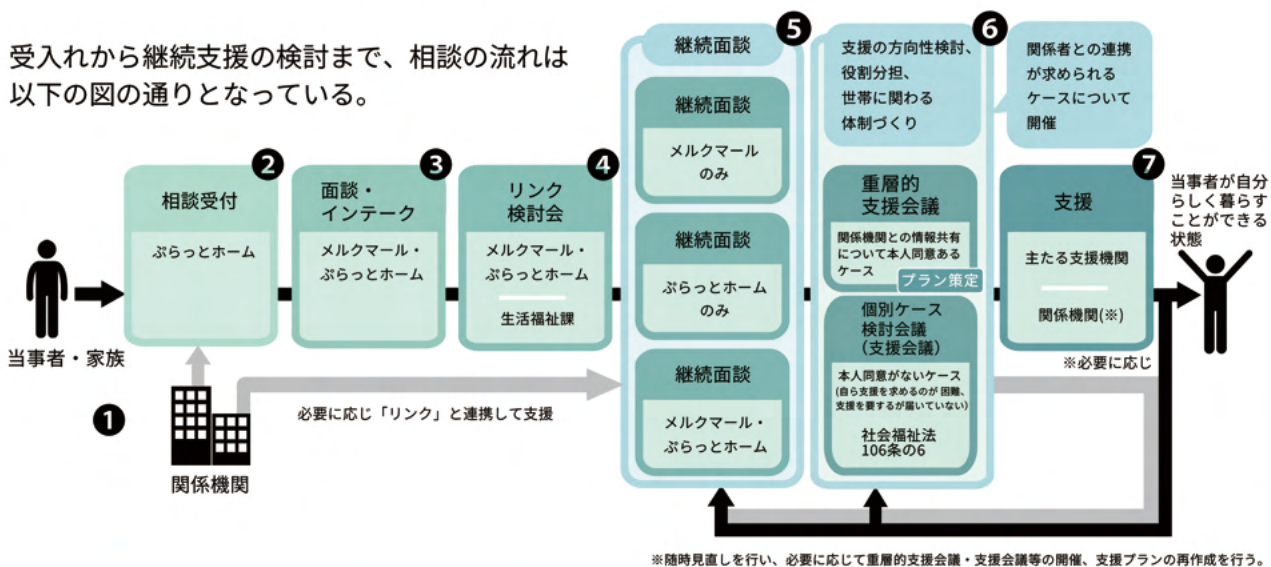 受入れから継続支援の検討まで、相談の流れは
以下の図の通りとなっている。
当事者・家族
❶
関係機関
必要に応じ「リンク」と連携して支援
❷
相談受付
ぷらっとホーム
❸
面談・
インテーク
メルクマール・
ぷらっとホーム
❹
リンク
検討会
メルクマール・
ぷらっとホーム
生活福祉課
❺
継続面談
継続面談
メルクマール
のみ
継続面談
ぷらっとホーム
のみ
継続面談
メルクマール・
ぷらっとホーム
❻
支援の方向性検討、
役割分担、
世帯に関わる
体制づくり
関係者との連携
が求められる
ケースについて
開催
重層的
支援会議
関係機関との情報共有
について本人同意ある
ケース
プラン策定
個別ケース
検討会議
（支援会議）
本人同意がないケース
(自ら支援を求めるのが 困難、
支援を要するが届いていない)
社会福祉法
106条の6
❼
支援
主たる支援機関
関係機関(※)
※必要に応じ
当事者が自分
らしく暮らす
ことができる
状態
※随時見直しを行い、必要に応じて重層的支援会議・支援会議等の開催、支援プランの再作成を行う。